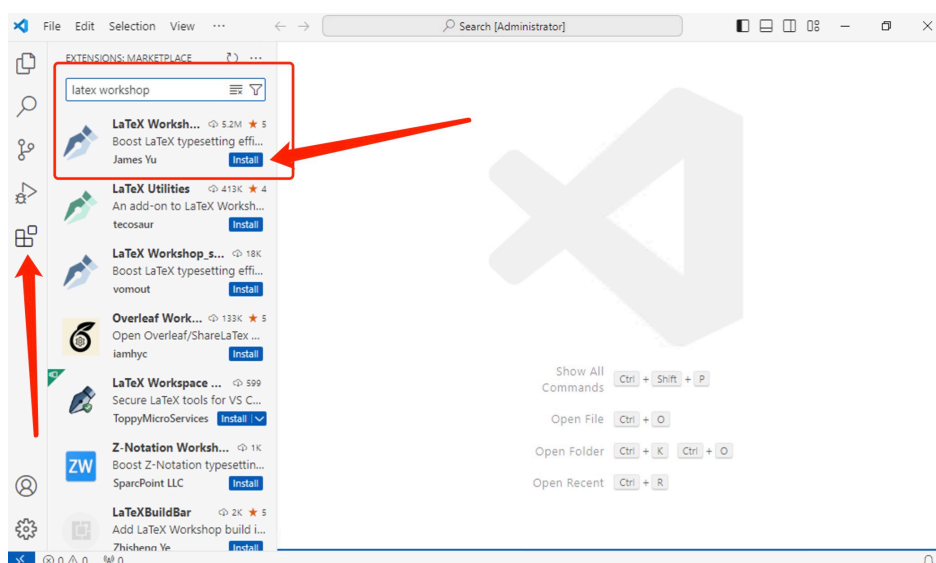 File Edit Selection View ··· Search [Administrator]
EXTENSIONS: MARKETPLACE
latex workshop
LaTeX Worksh... 5.2M ★ 5
Boost LaTeX typesetting effi...
James Yu Install
LaTeX Utilities 413K ★ 4
An add-on to LaTeX Worksh...
tecosaur Install
LaTeX Workshop_s... 18K
Boost LaTeX typesetting effi...
vomout Install
Overleaf Work... 133K ★ 5
Open Overleaf/ShareLaTex ...
iamhyc Install
LaTeX Workspace ... 599
Secure LaTeX tools for VS C...
ToppyMicroServices Install
Z-Notation Worksh... 1K
Boost Z-Notation typesettin...
ZW
SparcPoint LLC Install
LaTeXBuildBar 2K ★ 5
Add LaTeX Workshop build i...
Zhisheng Ye Install
Show All Commands Ctrl + Shift + P
Open File Ctrl + O
Open Folder Ctrl + K Ctrl + O
Open Recent Ctrl + R
0 0 0